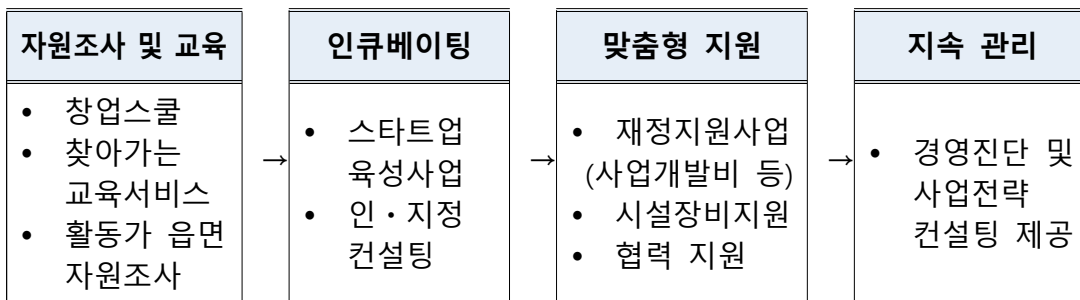 자원조사 및 교육
• 창업스쿨
• 찾아가는
교육서비스
• 활동가 읍면
자원조사
→
인큐베이팅
• 스타트업
육성사업
• 인·지정
컨설팅
→
맞춤형 지원
• 재정지원사업
(사업개발비 등)
• 시설장비지원
• 협력 지원
→
지속 관리
• 경영진단 및
사업전략
컨설팅 제공